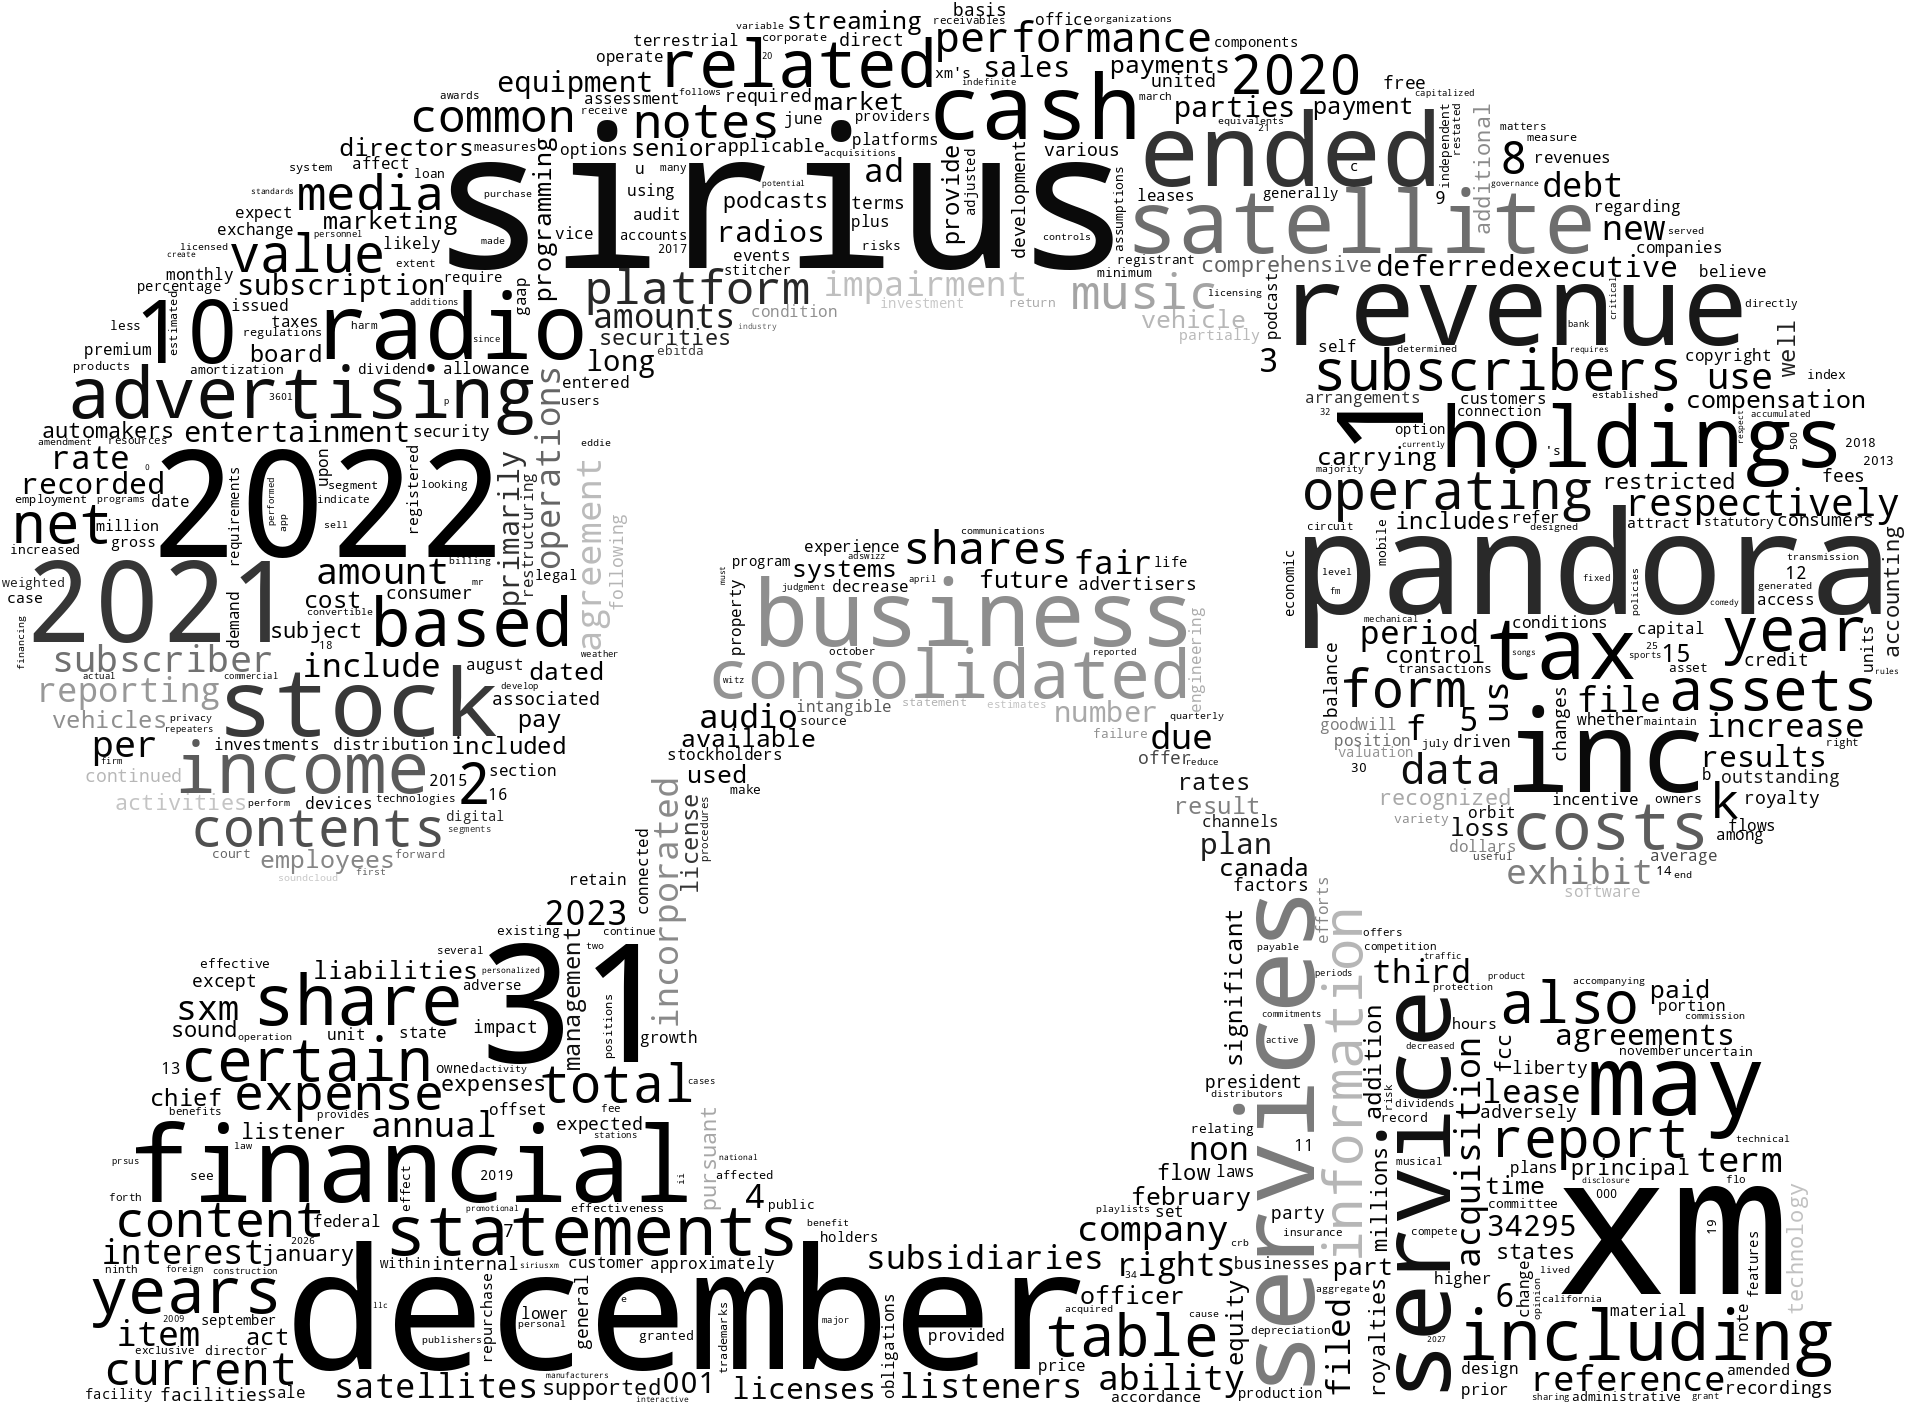 basis
streaming
office
organizations
variable
receivables
terrestrial
corporate
direct
performance
components
operate
20
related
xm's
sales
payments
2020
equipment
indefinite
united
free
awards
assessment
follows
required
market
cash
march
parties
payment
capitalized
common
receive
notes
june
providers
equivalents
21
ended
independent
restated
additional
matters
measure
directors
measures
programming
options
senior
applicable
platforms
acquisitions
various
8
revenues
system
affect
loan
sirius
u
many
ad
provide
adjusted
development
c
generally
governance
debt
standards
media
purchase
using
potential
podcasts
terms
leases
9
satellite
regarding
expect
marketing
audit
plus
assumptions
new
served
exchange
personnel
likely
vice
accounts
radios
risks
controls
companies
licensed
create
value
made
2017
events
registrant
comprehensive
deferred
executive
believe
monthly
extent
require
stitcher
minimum
percentage
subscription
gaap
platform
impairment
music
licensing
podcast
revenue
critical
directly
issued
additions
investment
return
less
estimated
10
taxes
harm
radio
amounts
condition
vehicle
bank
regulations
since
securities
industry
partially
premium
board
ebitda
long
3
self
determined
requires
copyright
well
products
amortization
dividend
allowance
entered
subscribers
use
index
advertising
3601
p
operations
users
arrangements
customers
established
compensation
automakers
entertainment
security
eddie
32
1
connection
holdings
respect
accumulated
amendment
resources
option
500
2018
rate
0
2022
upon
primarily
agreement
carrying
currently
's
2013
recorded
requirements
performed
segment
registered
looking
majority
fees
employment
programs
date
app
indicate
restructuring
operating
restricted
respectively
net
million
sell
following
circuit
includes
refer
designed
attract
statutory
consumers
increased
gross
communications
mobile
accounting
experience
shares
fair
life
economic
pandora
transmission
weighted
2021
amount
billing
mr
legal
program
systems
adswizz
april
future
advertisers
level
fixed
12
case
cost
consumer
must
judgment
decrease
fm
policies
generated
demand
convertible
based
property
business
engineering
comedy
access
financing
subject
18
weather
october
reported
mechanical
period
conditions
capital
year
units
subscriber
include
august
dated
consolidated
control
songs
tax
25
sports
15
credit
actual
commercial
develop
witz
balance
transactions
asset
rules
reporting
stock
associated
intangible
statement
estimates
number
form
us
file
assets
vehicles
privacy
pay
audio
source
quarterly
goodwill
f
5
changes
whether
maintain
increase
repeaters
failure
due
position
july
driven
inc
right
per
investments
distribution
included
available
offer
reduce
valuation
results
firm
stockholders
30
data
b
outstanding
continued
income
2015
2
section
incorporated
used
rates
recognized
incentive
owners
k
royalty
activities
perform
devices
technologies
16
make
result
variety
orbit
flows
contents
digital
license
procedures
channels
loss
costs
among
segments
connected
plan
dollars
useful
average
court
employees
forward
canada
exhibit
14
end
first
retain
factors
efforts
soundcloud
software
2023
existing
continue
services
information
offers
several
31
two
significant
payable
competition
traffic
effective
liabilities
personalized
management
periods
third
product
accompanying
except
adverse
protection
also
paid
sxm
share
positions
service
portion
sound
operation
unit
state
impact
growth
commitments
addition
hours
commission
fcc
agreements
13
certain
owned
activity
active
decreased
acquisition
november
uncertain
liberty
chief
expense
expenses
total
cases
president
risk
lease
may
benefits
provides
offset
fee
distributors
dividends
adversely
record
listener
annual
expected
stations
pursuant
relating
millions
report
technical
law
non
11
musical
prsus
financial
national
flow
laws
plans
principal
term
see
2019
ii
affected
disclosure
flo
forth
effect
4
public
february
time
000
xm
technology
content
federal
promotional
7
effectiveness
playlists
set
party
committee
2026
statements
benefit
company
insurance
compete
34295
19
interest
january
holders
crb
states
features
ninth
foreign
construction
within
internal
siriusxm
customer
approximately
subsidiaries
rights
34
businesses
part
higher
change
lived
years
llc
december
repurchase
general
e
aggregate
6
opinion
california
2009
september
lower
personal
trademarks
major
obligations
officer
equity
filed
royalties
material
note
item
act
publishers
granted
provided
acquired
cause
depreciation
2027
including
exclusive
director
table
price
design
amended
current
manufacturers
ability
reference
facility
facilities
sale
satellites
supported
001
licenses
listeners
accordance
production
prior
recordings
interactive
sharing
administrative
grant